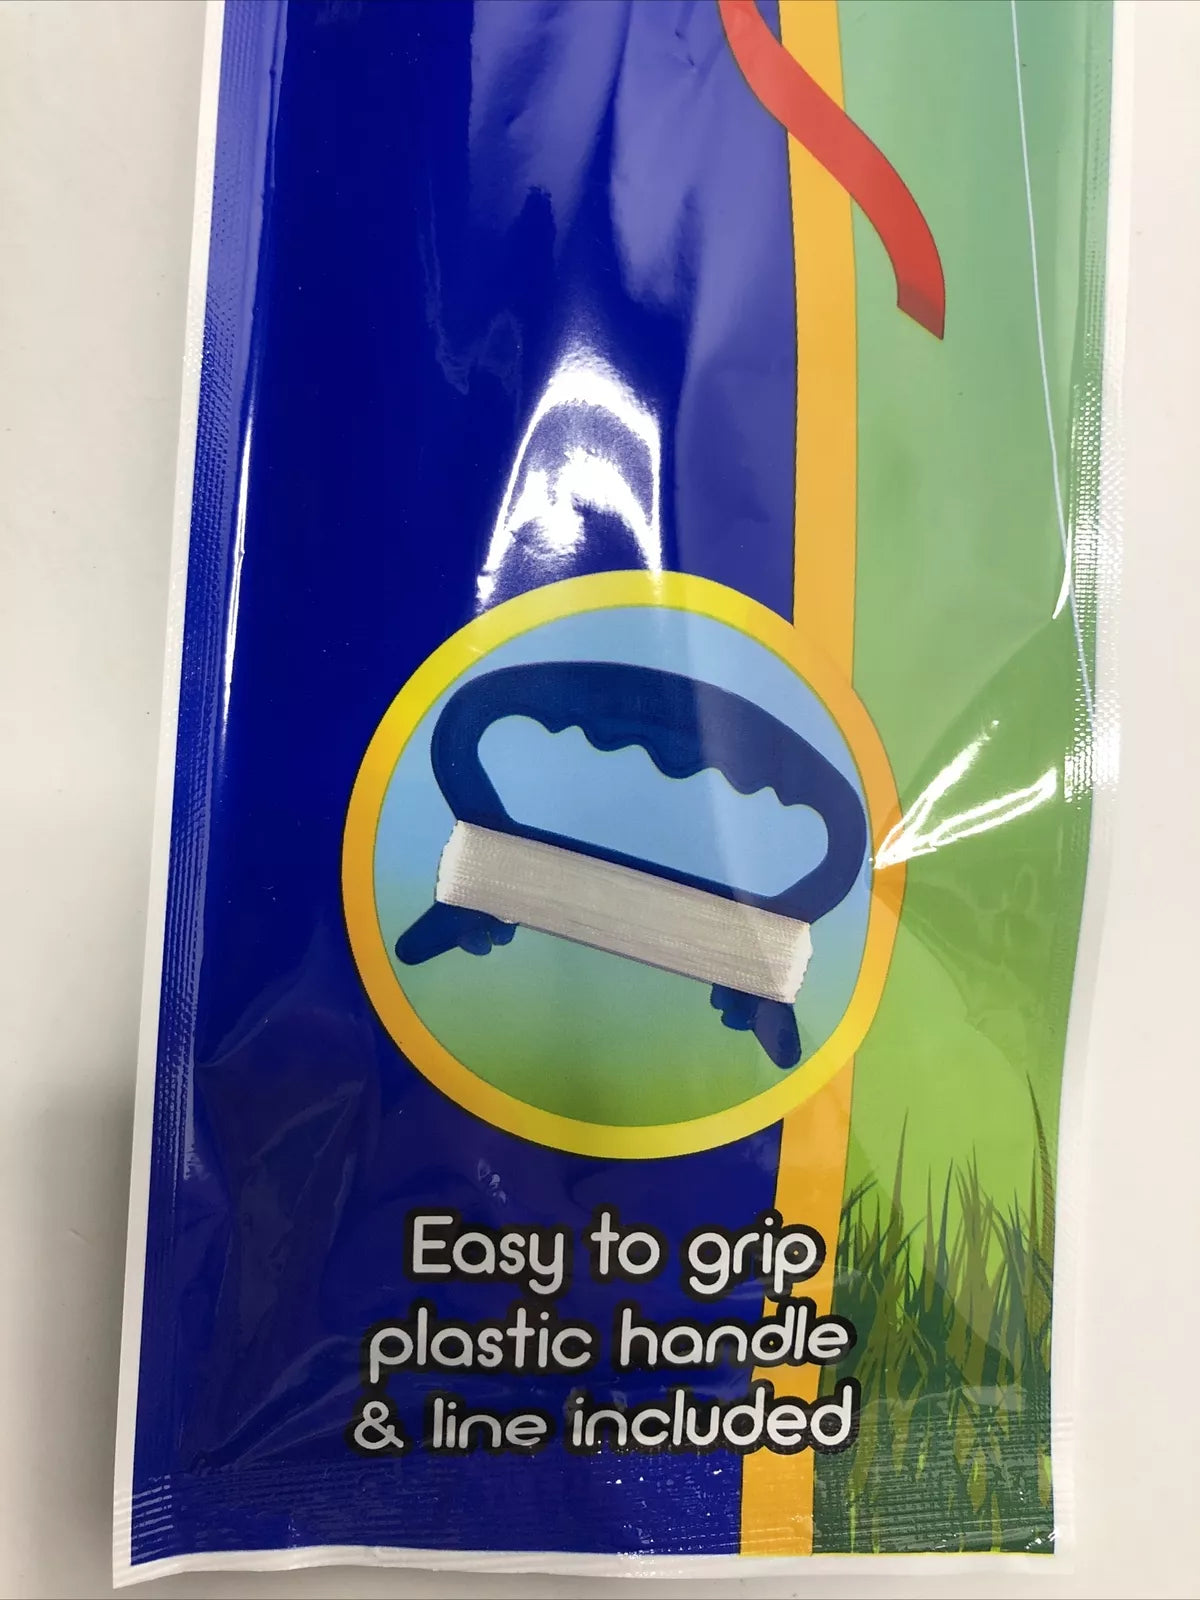 Easy to grip
plastic handle
& line included